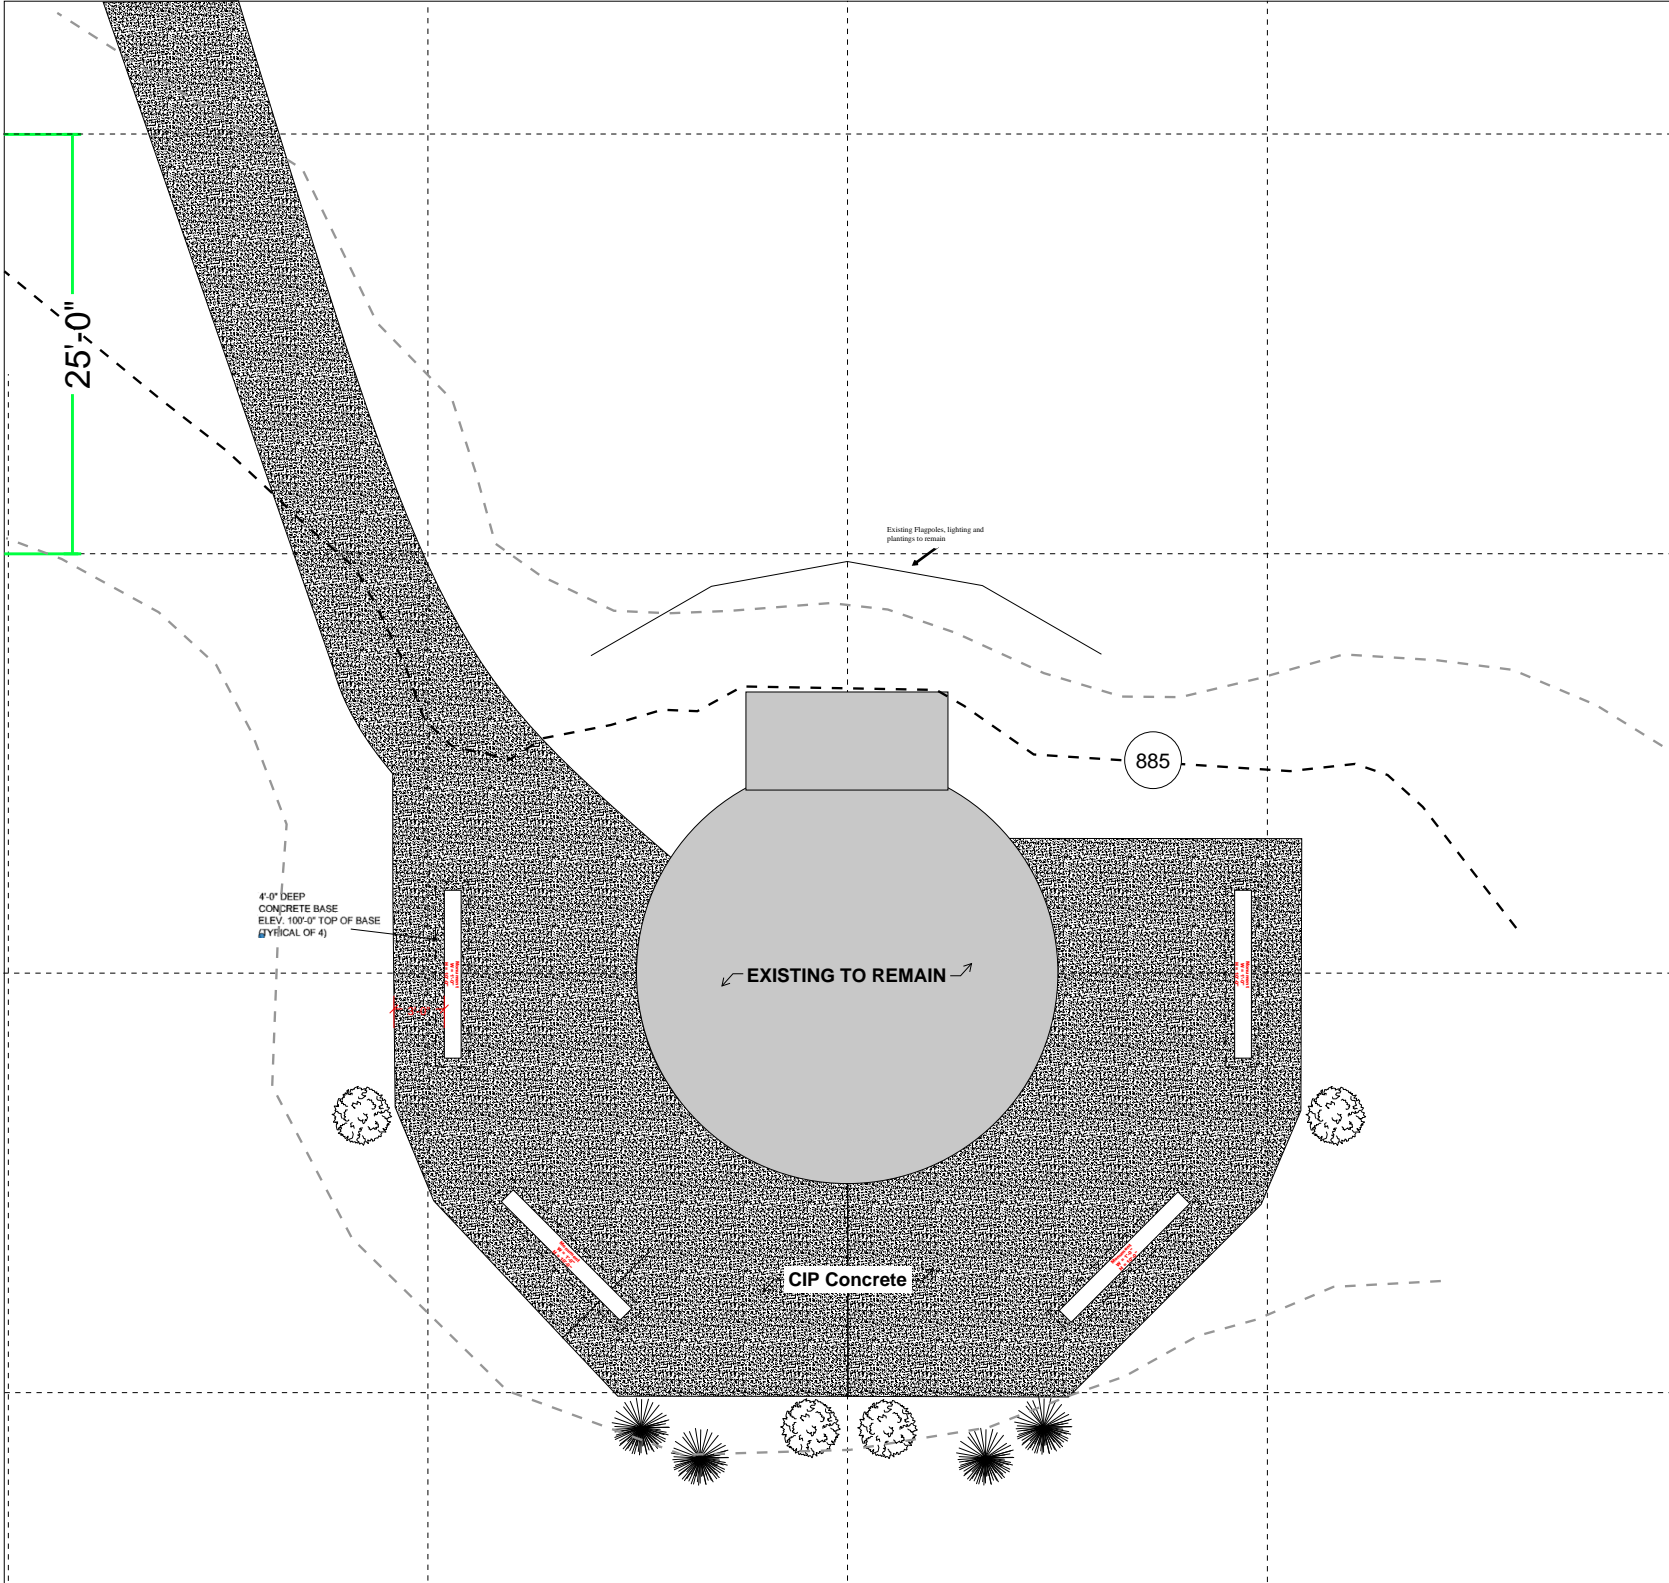 25'-0"
Existing Flagpoles, lighting and
plantings to remain
885
4'-0" DEEP
CONCRETE BASE
ELEV. 100'-0" TOP OF BASE
(TYPICAL OF 4)
EXISTING TO REMAIN
CIP Concrete